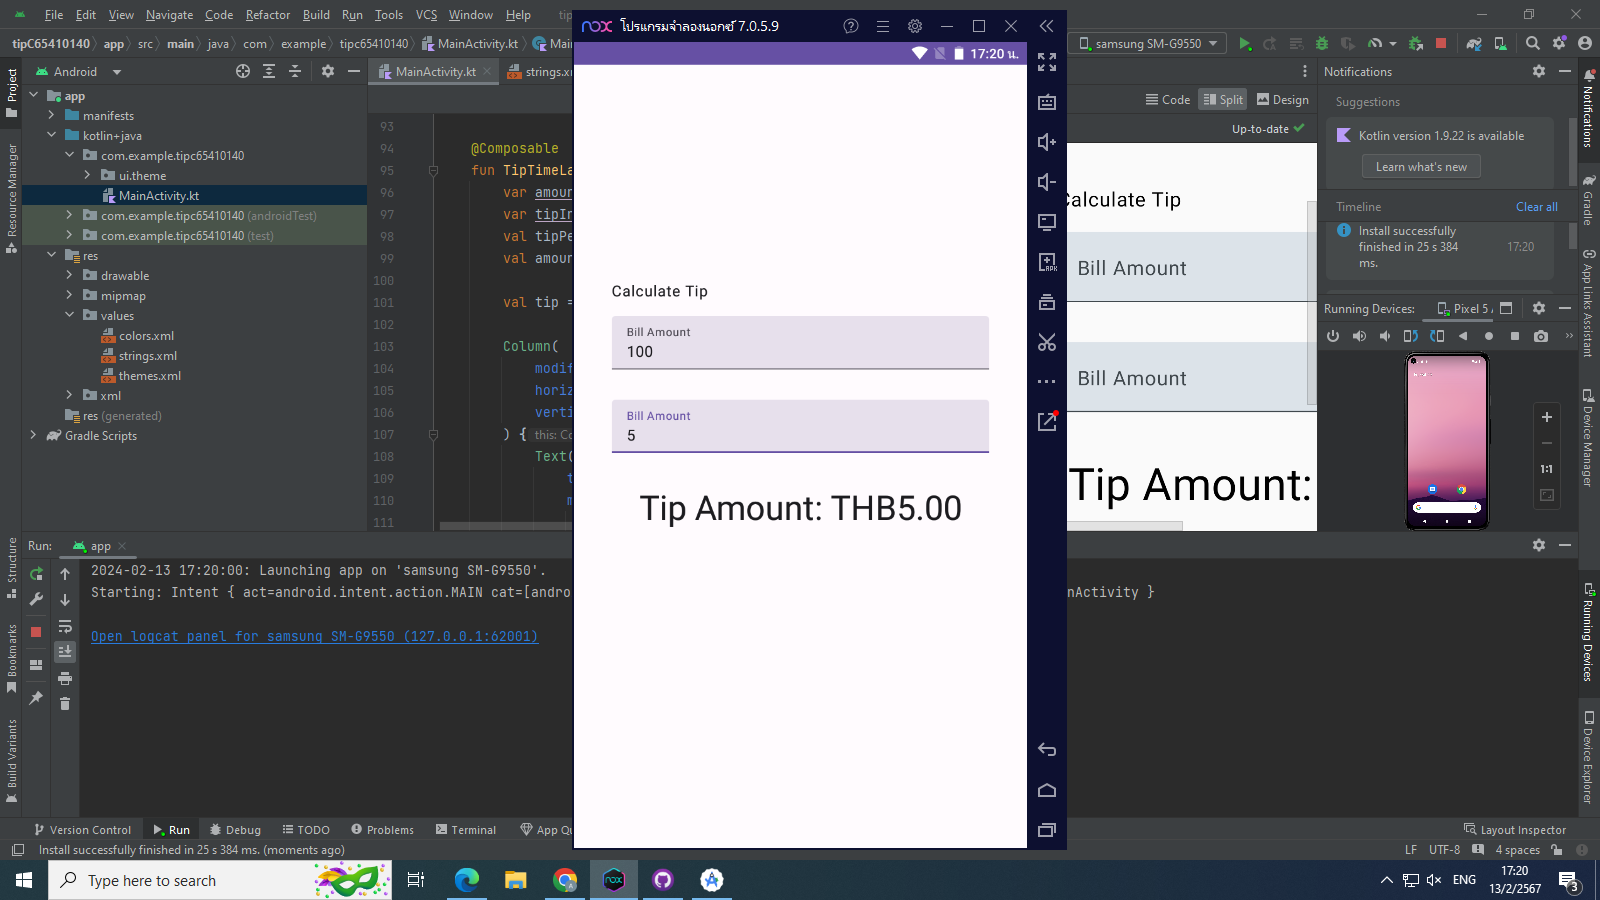 File Edit View Navigate Code Refactor Build Run Tools VCS Window Help
tipC65410140 app src main java com example tipc65410140 MainActivity.kt
samsung SM-G9550
nox โปรแกรมจำลองนอกซ์ 7.0.5.9
17:20 น.
Android
MainActivity.kt
strings.xm
Code Split Design
Up-to-date
Project
Resource Manager
Structure
Bookmarks
Build Variants
app
manifests
kotlin+java
com.example.tipc65410140
ui.theme
MainActivity.kt
com.example.tipc65410140 (androidTest)
com.example.tipc65410140 (test)
res
drawable
mipmap
values
colors.xml
strings.xml
themes.xml
xml
res (generated)
Gradle Scripts
93
94 @Composable
95 fun TipTimeLa
96 var amoun
97 var tipIn
98 val tipPe
99 val amoun
100
101 val tip =
102
103 Column(
104 modif
105 horiz
106 verti
107 ) { this: Co
108 Text(
109 t
110 m
111
Calculate Tip
Bill Amount
100
Bill Amount
5
Tip Amount: THB5.00
APK
Calculate Tip
Bill Amount
Bill Amount
Tip Amount:
Notifications
Suggestions
Kotlin version 1.9.22 is available
Learn what's new
Timeline Clear all
Install successfully
finished in 25 s 384
ms.
17:20
Running Devices: Pixel 5
1:1
Notifications
Gradle
App Links Assistant
Device Manager
Running Devices
Device Explorer
Run: app
2024-02-13 17:20:00: Launching app on 'samsung SM-G9550'.
Starting: Intent { act=android.intent.action.MAIN cat=[andro
nActivity }
Open logcat panel for samsung SM-G9550 (127.0.0.1:62001)
Version Control Run Debug TODO Problems Terminal App Qu
Layout Inspector
Install successfully finished in 25 s 384 ms. (moments ago)
LF UTF-8 4 spaces
Type here to search
nox
ENG
17:20
13/2/2567
3